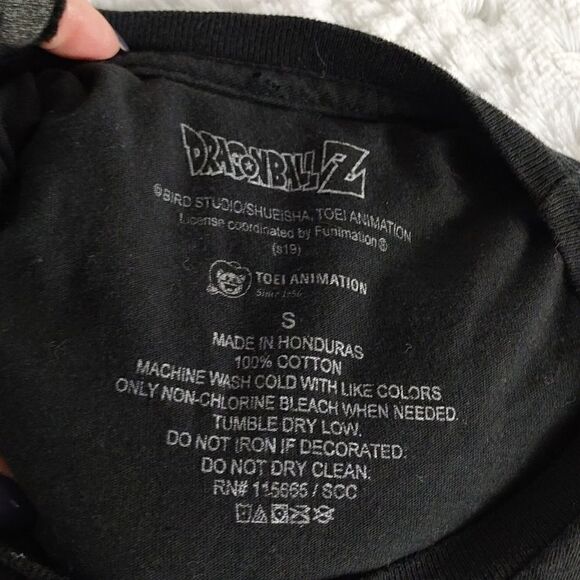 DRAGONBALL Z
©BIRD STUDIO/SHUEISHA, TOEI ANIMATION
License coordinated by Funimation®
(s19)
TOEI ANIMATION
Since 1956
S
MADE IN HONDURAS
100% COTTON
MACHINE WASH COLD WITH LIKE COLORS
ONLY NON-CHLORINE BLEACH WHEN NEEDED.
TUMBLE DRY LOW.
DO NOT IRON IF DECORATED.
DO NOT DRY CLEAN.
RN# 115665 / SCC